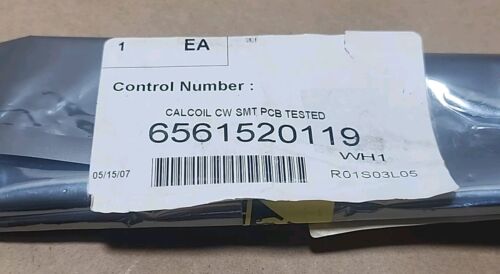 1 EA
Control Number :
CALCOIL CW SMT PCB TESTED
6561520119
WH1
05/15/07
R01S03L05